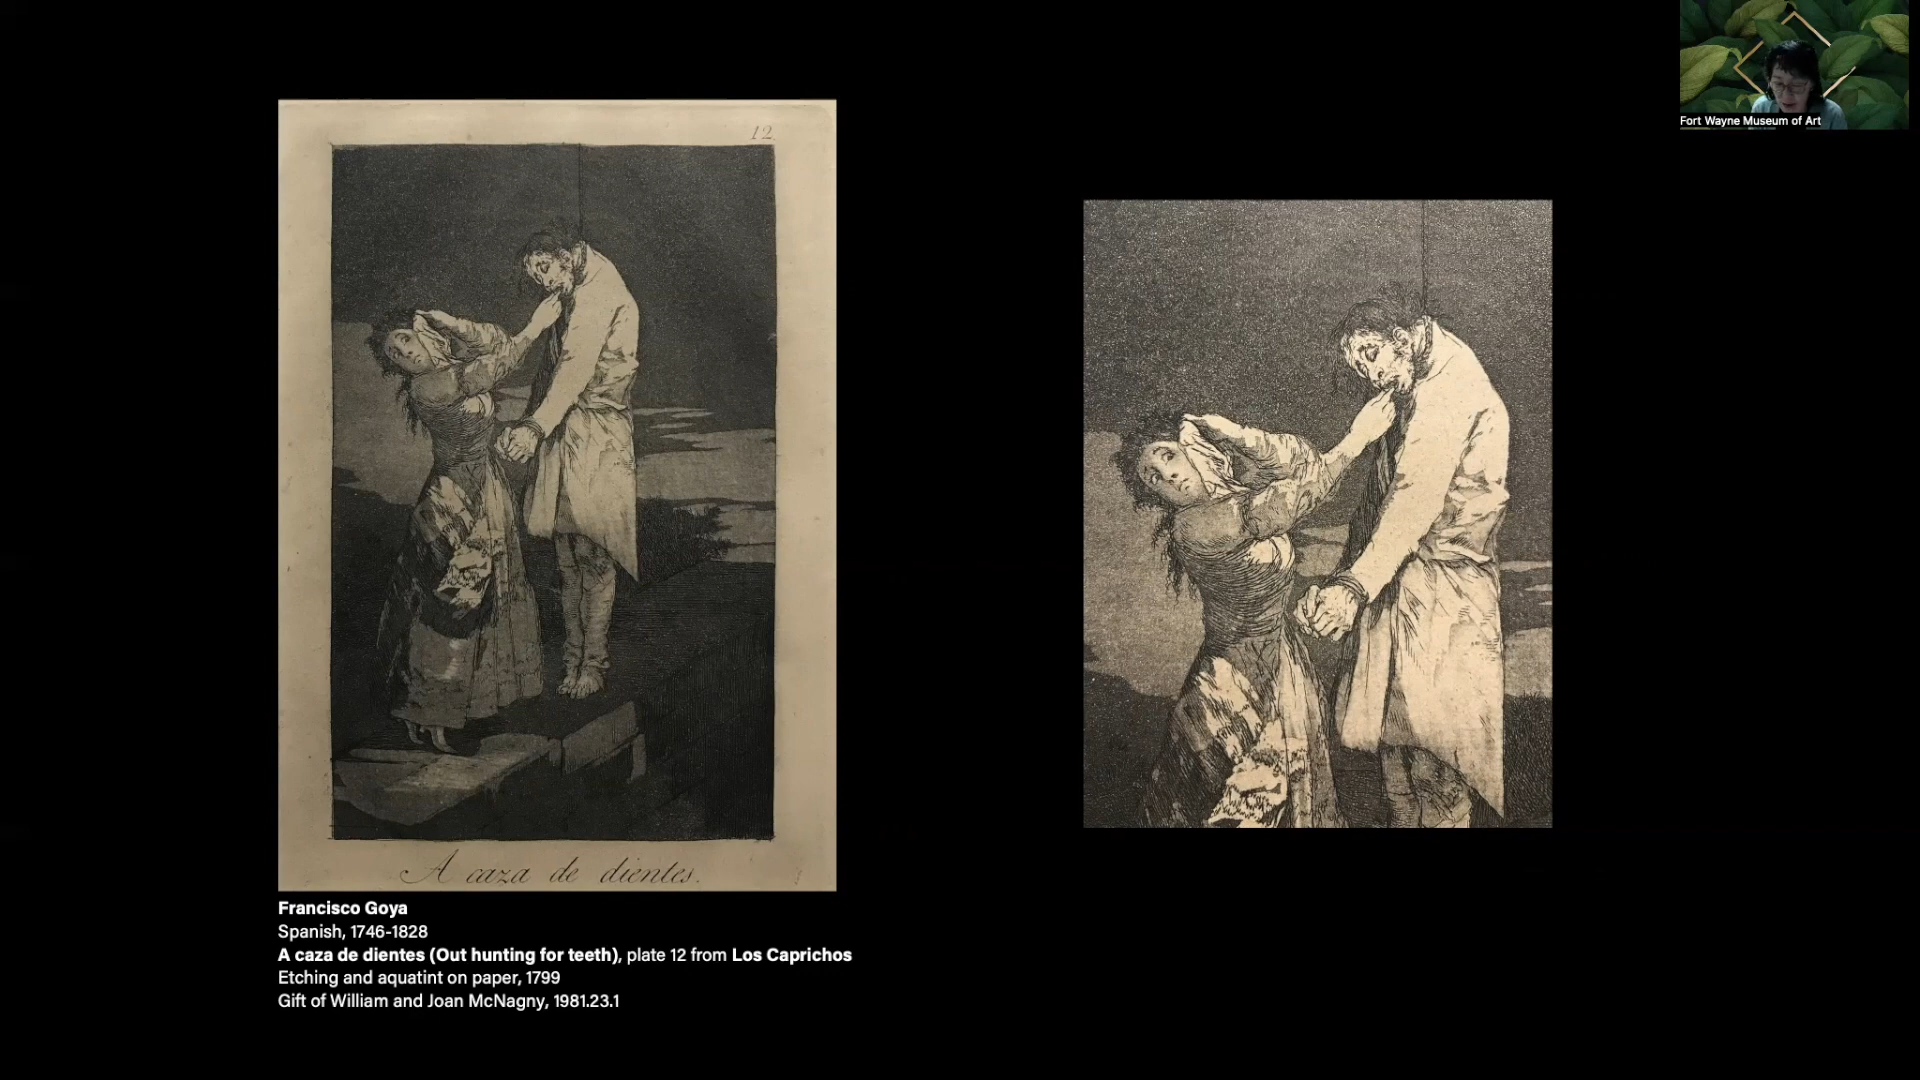 Fort Wayne Museum of Art
12
A caza de dientes.
Francisco Goya
Spanish, 1746-1828
A caza de dientes (Out hunting for teeth), plate 12 from Los Caprichos
Etching and aquatint on paper, 1799
Gift of William and Joan McNagny, 1981.23.1